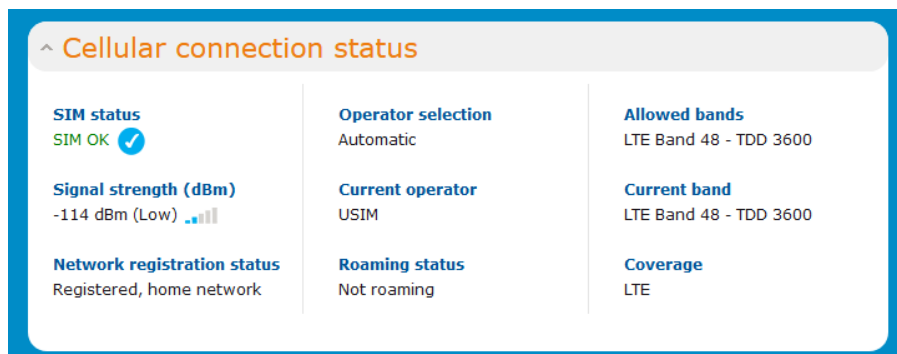 Cellular connection status
SIM status
SIM OK
Signal strength (dBm)
-114 dBm (Low)
Network registration status
Registered, home network
Operator selection
Automatic
Current operator
USIM
Roaming status
Not roaming
Allowed bands
LTE Band 48 - TDD 3600
Current band
LTE Band 48 - TDD 3600
Coverage
LTE